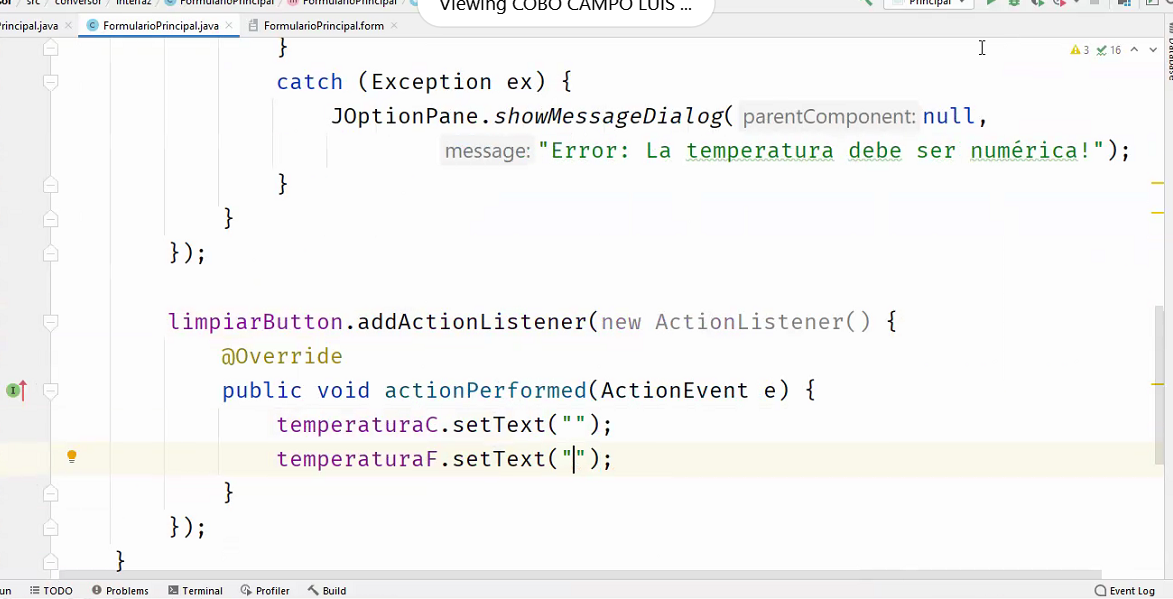 src conversor interfaz FormularioPrincipal FormularioPrincipal
Viewing COBO CAMPO LUIS ...
Principal
Principal.java FormularioPrincipal.java FormularioPrincipal.form
Database
3 16
}
catch (Exception ex) {
JOptionPane.showMessageDialog( parentComponent: null,
message: "Error: La temperatura debe ser numérica!");
}
}
});
limpiarButton.addActionListener(new ActionListener() {
@Override
public void actionPerformed(ActionEvent e) {
temperaturaC.setText("");
temperaturaF.setText("");
}
});
}
TODO Problems Terminal Profiler Build Event Log